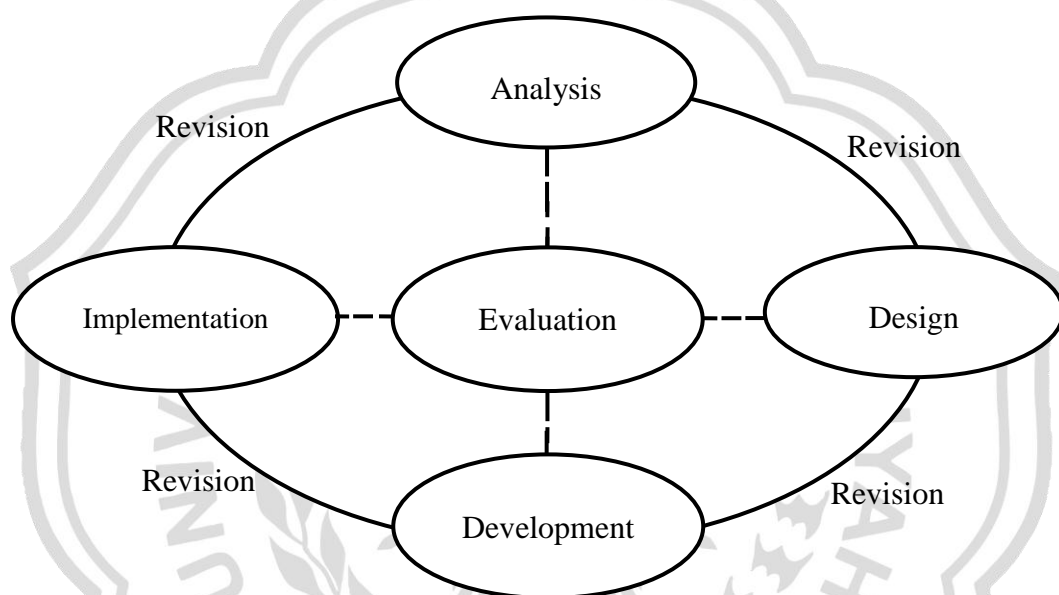 Analysis
Revision
Revision
Implementation
Evaluation
Design
Revision
Revision
Development